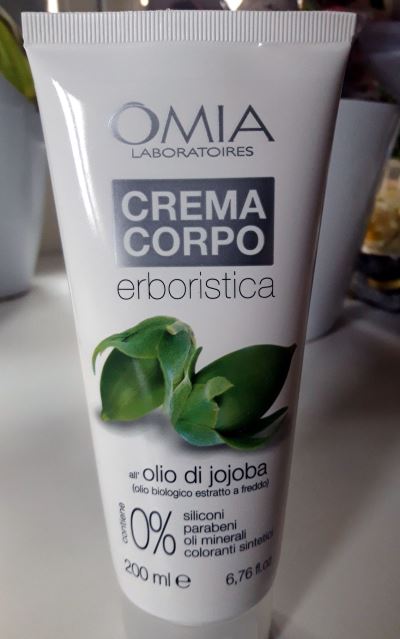 ÔMIA
LABORATOIRES
CREMA
CORPO
erboristica
all' olio di jojoba
(olio biologico estratto a freddo)
contiene
0%
siliconi
parabeni
oli minerali
coloranti sintetici
200 ml ℮ 6,76 fl.oz